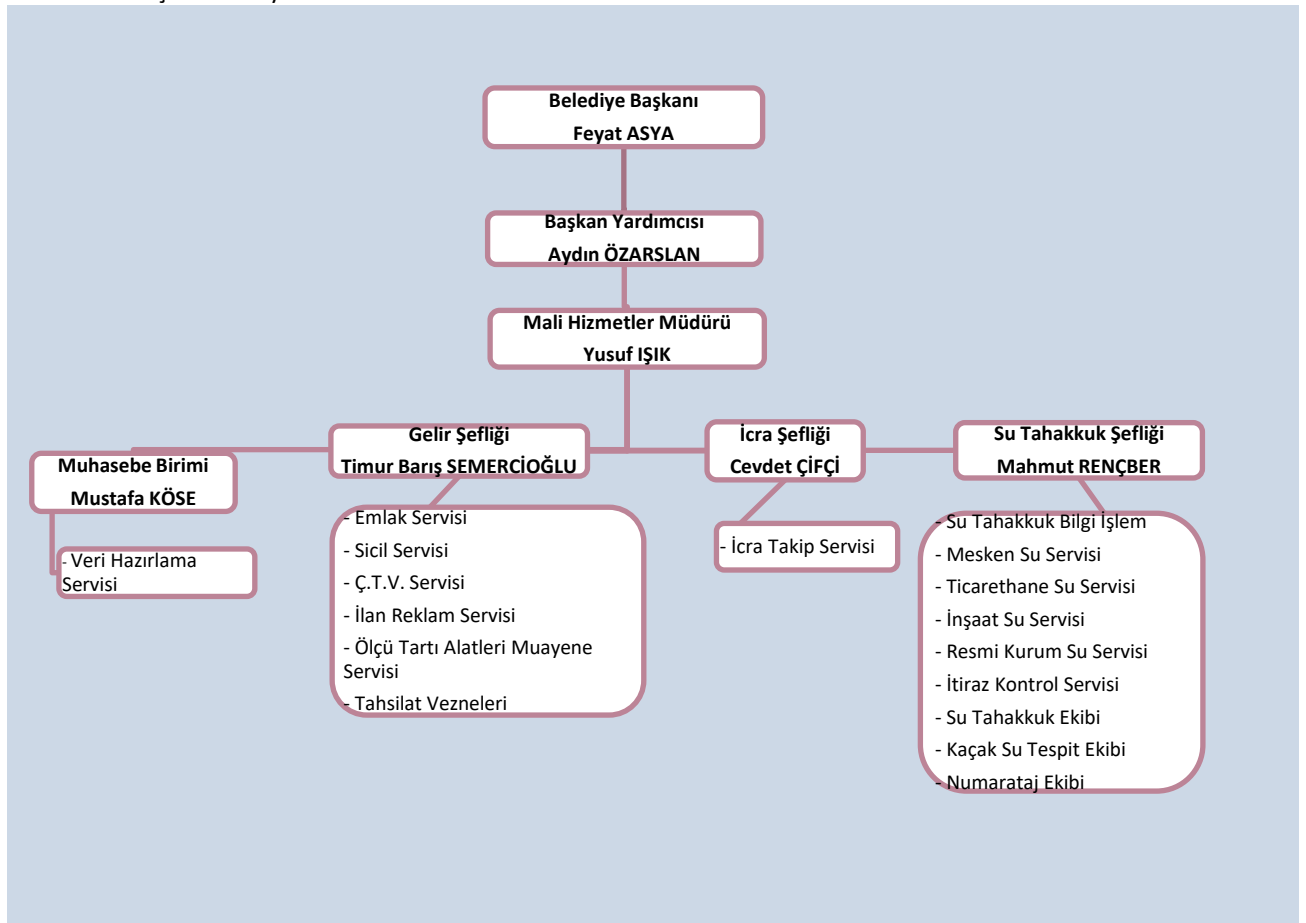 Belediye Başkanı
Feyat ASYA
Başkan Yardımcısı
Aydın ÖZARSLAN
Mali Hizmetler Müdürü
Yusuf IŞIK
Muhasebe Birimi
Mustafa KÖSE
- Veri Hazırlama
Servisi
Gelir Şefliği
Timur Barış SEMERCİOĞLU
- Emlak Servisi
- Sicil Servisi
- Ç.T.V. Servisi
- İlan Reklam Servisi
- Ölçü Tartı Alatleri Muayene
Servisi
- Tahsilat Vezneleri
İcra Şefliği
Cevdet ÇİFÇİ
- İcra Takip Servisi
Su Tahakkuk Şefliği
Mahmut RENÇBER
- Su Tahakkuk Bilgi İşlem
- Mesken Su Servisi
- Ticarethane Su Servisi
- İnşaat Su Servisi
- Resmi Kurum Su Servisi
- İtiraz Kontrol Servisi
- Su Tahakkuk Ekibi
- Kaçak Su Tespit Ekibi
- Numarataj Ekibi